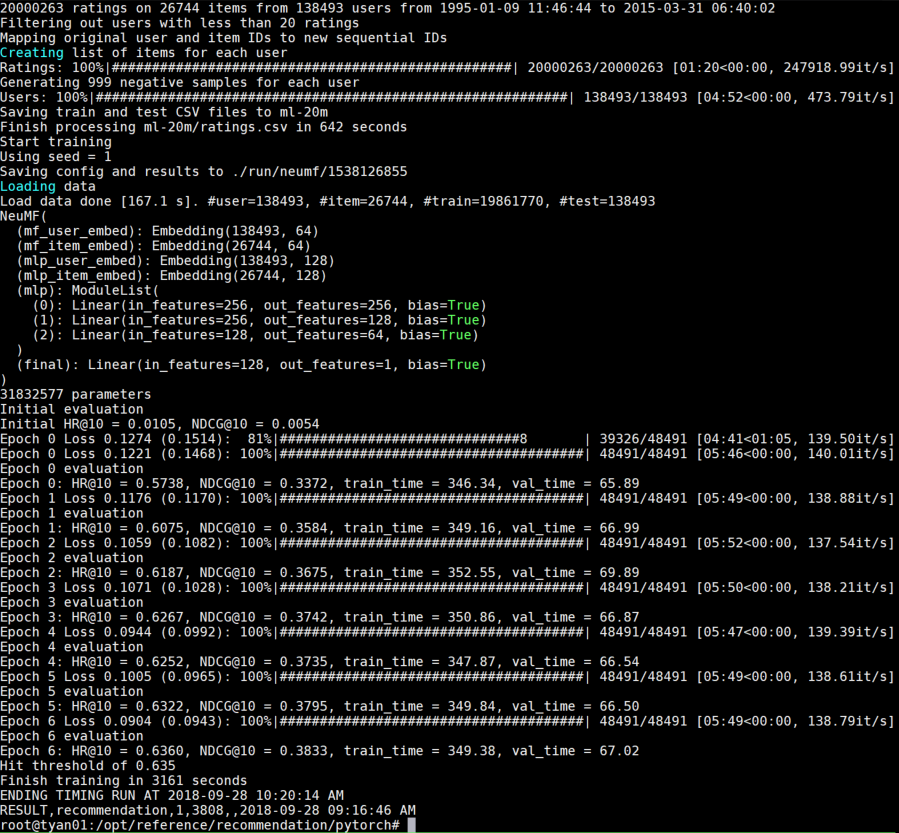 20000263 ratings on 26744 items from 138493 users from 1995-01-09 11:46:44 to 2015-03-31 06:40:02
Filtering out users with less than 20 ratings
Mapping original user and item IDs to new sequential IDs
Creating list of items for each user
Ratings: 100%|##################################################| 20000263/20000263 [01:20<00:00, 247918.99it/s]
Generating 999 negative samples for each user
Users: 100%|###########################################################| 138493/138493 [04:52<00:00, 473.79it/s]
Saving train and test CSV files to ml-20m
Finish processing ml-20m/ratings.csv in 642 seconds
Start training
Using seed = 1
Saving config and results to ./run/neumf/1538126855
Loading data
Load data done [167.1 s]. #user=138493, #item=26744, #train=19861770, #test=138493
NeuMF(
  (mf_user_embed): Embedding(138493, 64)
  (mf_item_embed): Embedding(26744, 64)
  (mlp_user_embed): Embedding(138493, 128)
  (mlp_item_embed): Embedding(26744, 128)
  (mlp): ModuleList(
    (0): Linear(in_features=256, out_features=256, bias=True)
    (1): Linear(in_features=256, out_features=128, bias=True)
    (2): Linear(in_features=128, out_features=64, bias=True)
  )
  (final): Linear(in_features=128, out_features=1, bias=True)
)
31832577 parameters
Initial evaluation
Initial HR@10 = 0.0105, NDCG@10 = 0.0054
Epoch 0 Loss 0.1274 (0.1514):  81%|##############################8       | 39326/48491 [04:41<01:05, 139.50it/s]
Epoch 0 Loss 0.1221 (0.1468): 100%|######################################| 48491/48491 [05:46<00:00, 140.01it/s]
Epoch 0 evaluation
Epoch 0: HR@10 = 0.5738, NDCG@10 = 0.3372, train_time = 346.34, val_time = 65.89
Epoch 1 Loss 0.1176 (0.1170): 100%|######################################| 48491/48491 [05:49<00:00, 138.88it/s]
Epoch 1 evaluation
Epoch 1: HR@10 = 0.6075, NDCG@10 = 0.3584, train_time = 349.16, val_time = 66.99
Epoch 2 Loss 0.1059 (0.1082): 100%|######################################| 48491/48491 [05:52<00:00, 137.54it/s]
Epoch 2 evaluation
Epoch 2: HR@10 = 0.6187, NDCG@10 = 0.3675, train_time = 352.55, val_time = 69.89
Epoch 3 Loss 0.1071 (0.1028): 100%|######################################| 48491/48491 [05:50<00:00, 138.21it/s]
Epoch 3 evaluation
Epoch 3: HR@10 = 0.6267, NDCG@10 = 0.3742, train_time = 350.86, val_time = 66.87
Epoch 4 Loss 0.0944 (0.0992): 100%|######################################| 48491/48491 [05:47<00:00, 139.39it/s]
Epoch 4 evaluation
Epoch 4: HR@10 = 0.6252, NDCG@10 = 0.3735, train_time = 347.87, val_time = 66.54
Epoch 5 Loss 0.1005 (0.0965): 100%|######################################| 48491/48491 [05:49<00:00, 138.61it/s]
Epoch 5 evaluation
Epoch 5: HR@10 = 0.6322, NDCG@10 = 0.3795, train_time = 349.84, val_time = 66.50
Epoch 6 Loss 0.0904 (0.0943): 100%|######################################| 48491/48491 [05:49<00:00, 138.79it/s]
Epoch 6 evaluation
Epoch 6: HR@10 = 0.6360, NDCG@10 = 0.3833, train_time = 349.38, val_time = 67.02
Hit threshold of 0.635
Finish training in 3161 seconds
ENDING TIMING RUN AT 2018-09-28 10:20:14 AM
RESULT,recommendation,1,3808,,2018-09-28 09:16:46 AM
root@tyan01:/opt/reference/recommendation/pytorch#